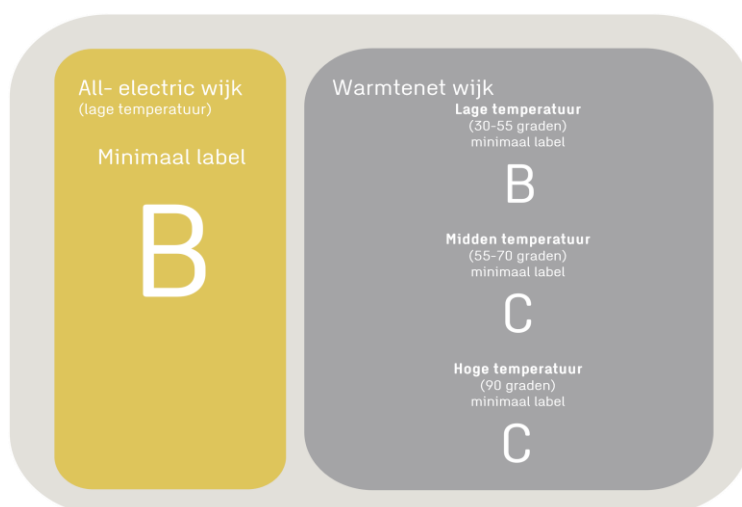 All- electric wijk
(lage temperatuur)
Minimaal label
B
Warmtenet wijk
Lage temperatuur
(30-55 graden)
minimaal label
B
Midden temperatuur
(55-70 graden)
minimaal label
C
Hoge temperatuur
(90 graden)
minimaal label
C